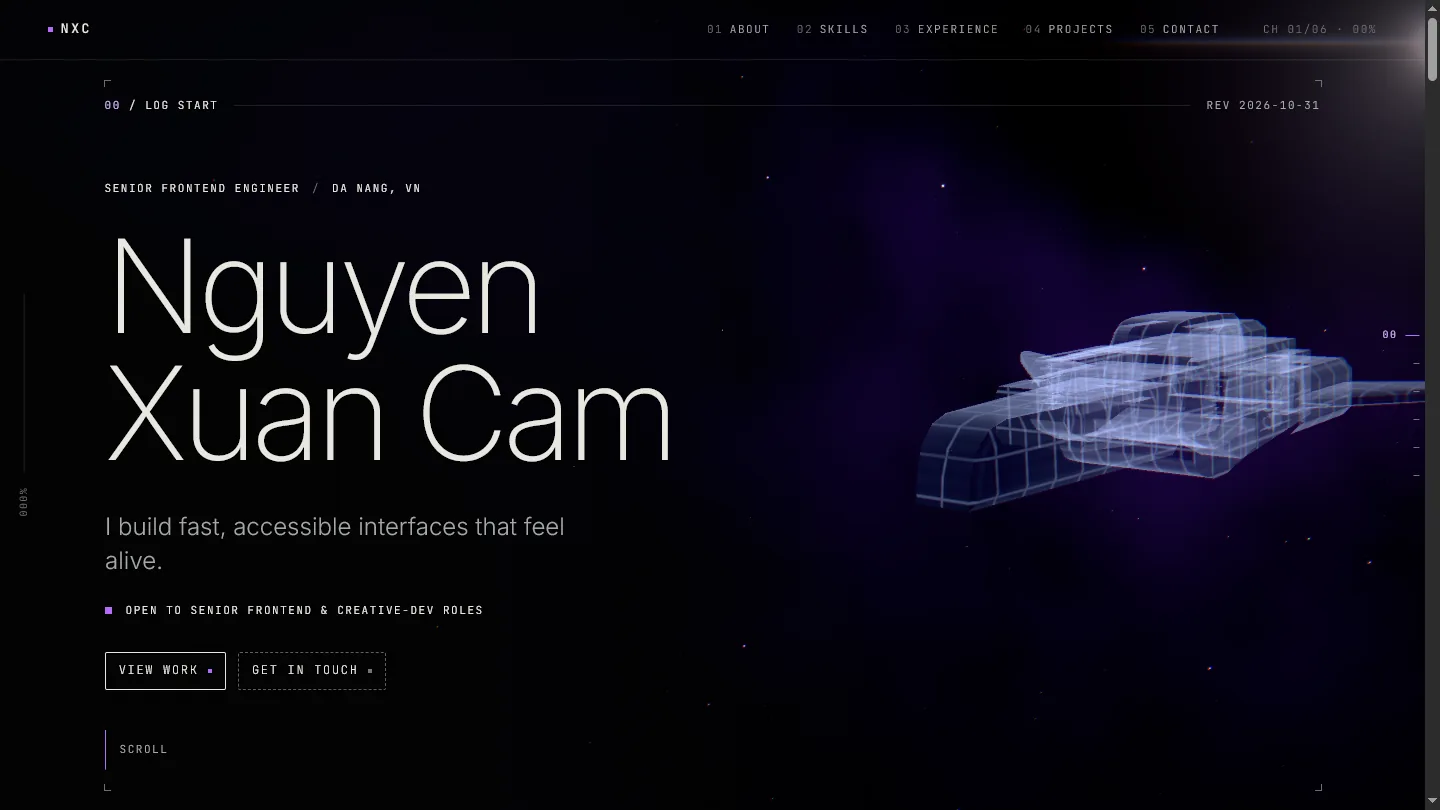 NXC
01 ABOUT 02 SKILLS 03 EXPERIENCE 04 PROJECTS 05 CONTACT CH 01/06 · 00%
00 / LOG START
REV 2026-10-31
SENIOR FRONTEND ENGINEER / DA NANG, VN
Nguyen
Xuan Cam
00
000%
I build fast, accessible interfaces that feel
alive.
OPEN TO SENIOR FRONTEND & CREATIVE-DEV ROLES
VIEW WORK
GET IN TOUCH
SCROLL